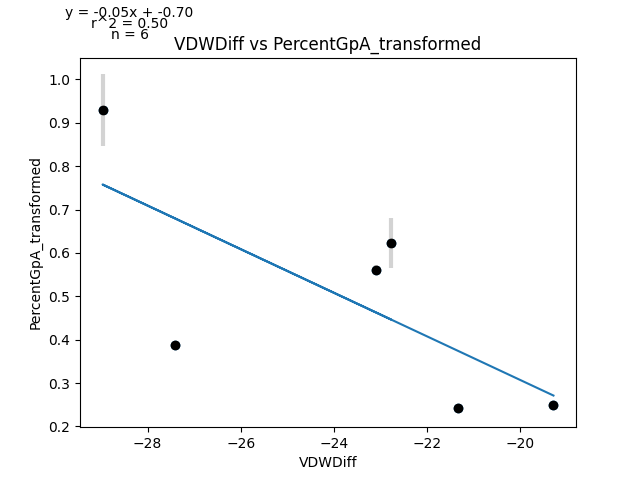 y = -0.05x + -0.70
r^2 = 0.50
n = 6
VDWDiff vs PercentGpA_transformed
1.0
0.9
0.8
0.7
0.6
0.5
0.4
0.3
0.2
PercentGpA_transformed
−28 −26 −24 −22 −20
VDWDiff